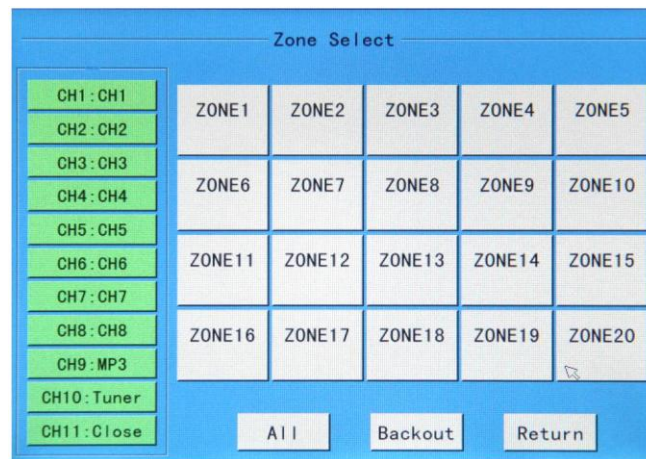 Zone Select
CH1:CH1
CH2:CH2
CH3:CH3
CH4:CH4
CH5:CH5
CH6:CH6
CH7:CH7
CH8:CH8
CH9:MP3
CH10:Tuner
CH11:Close
ZONE1 ZONE2 ZONE3 ZONE4 ZONE5
ZONE6 ZONE7 ZONE8 ZONE9 ZONE10
ZONE11 ZONE12 ZONE13 ZONE14 ZONE15
ZONE16 ZONE17 ZONE18 ZONE19 ZONE20
All Backout Return